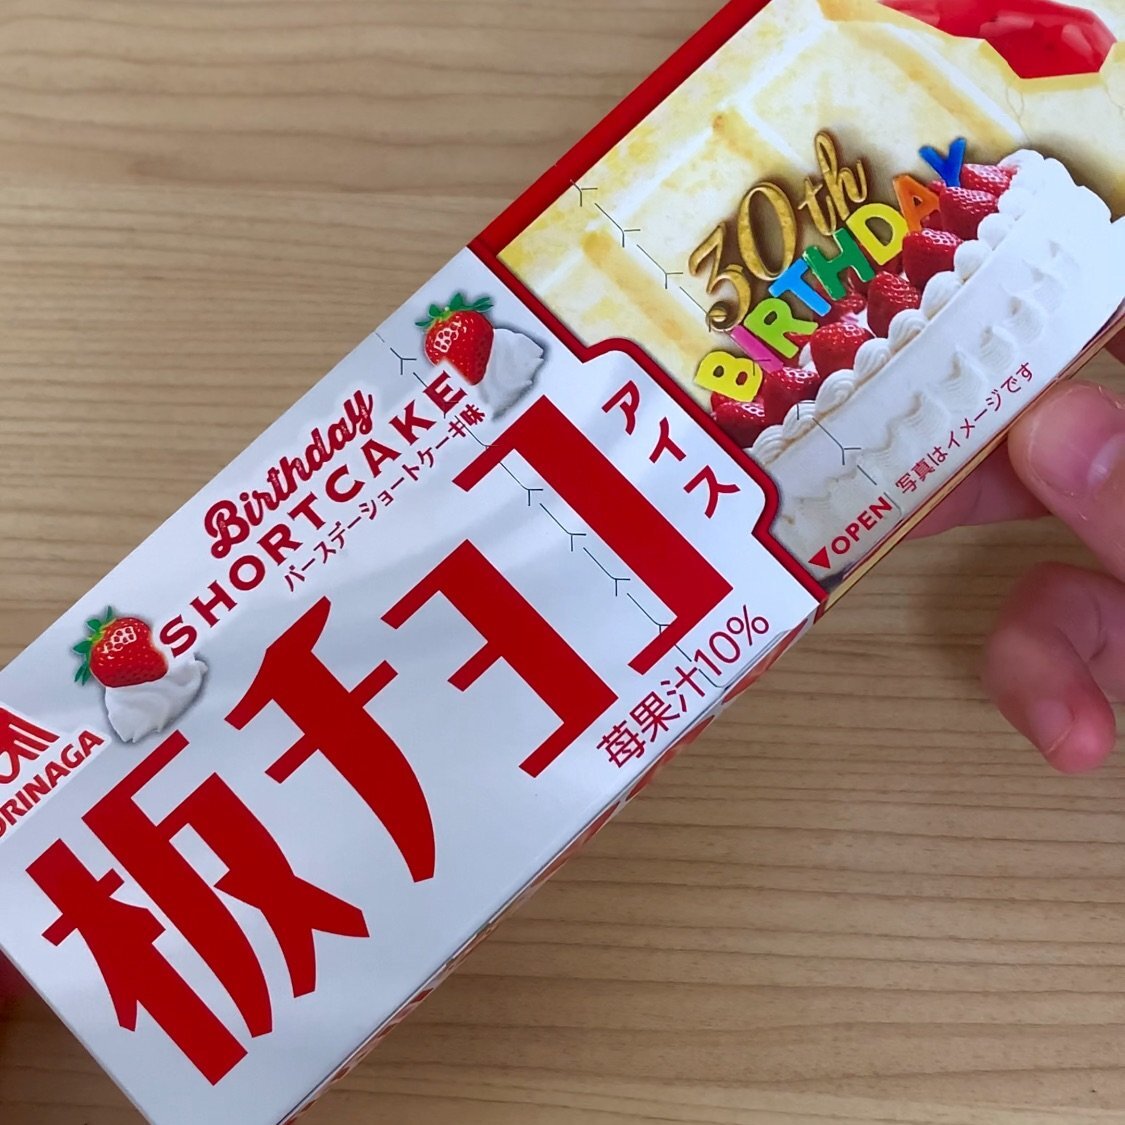 Birthday
SHORTCAKE
バースデーショートケーキ味
板チョコ
アイス
苺果汁10%
30th
BIRTHDAY
▼OPEN
写真はイメージです